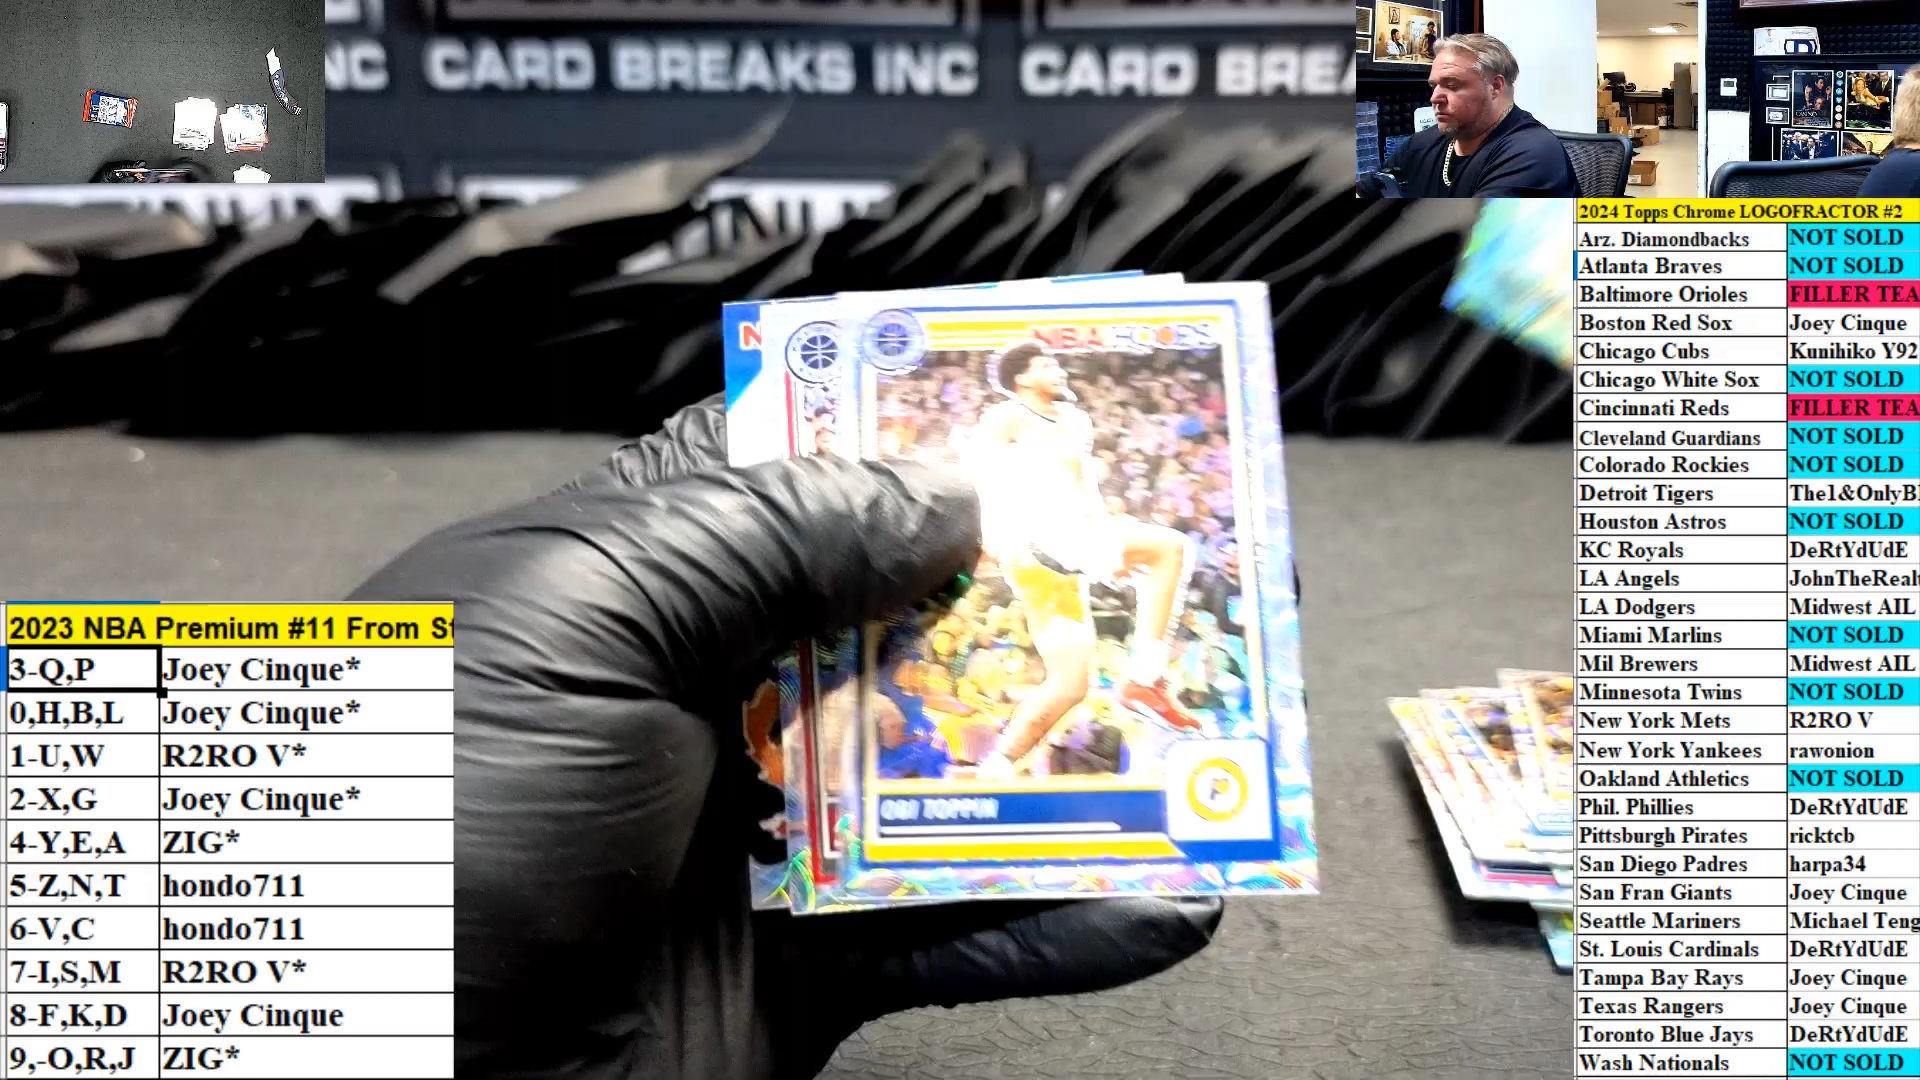 NC CARD BREAKS INC CARD BREA
NBA HOOPS
OBI TOPPIN
2023 NBA Premium #11 From St
3-Q,P Joey Cinque*
0,H,B,L Joey Cinque*
1-U,W R2RO V*
2-X,G Joey Cinque*
4-Y,E,A ZIG*
5-Z,N,T hondo711
6-V,C hondo711
7-I,S,M R2RO V*
8-F,K,D Joey Cinque
9,-O,R,J ZIG*
2024 Topps Chrome LOGOFRACTOR #2
Arz. Diamondbacks NOT SOLD
Atlanta Braves NOT SOLD
Baltimore Orioles FILLER TEA
Boston Red Sox Joey Cinque
Chicago Cubs Kunihiko Y92
Chicago White Sox NOT SOLD
Cincinnati Reds FILLER TEA
Cleveland Guardians NOT SOLD
Colorado Rockies NOT SOLD
Detroit Tigers The1&OnlyB
Houston Astros NOT SOLD
KC Royals DeRtYdUdE
LA Angels JohnTheRealt
LA Dodgers Midwest AIL
Miami Marlins NOT SOLD
Mil Brewers Midwest AIL
Minnesota Twins NOT SOLD
New York Mets R2RO V
New York Yankees rawonion
Oakland Athletics NOT SOLD
Phil. Phillies DeRtYdUdE
Pittsburgh Pirates ricktcb
San Diego Padres harpa34
San Fran Giants Joey Cinque
Seattle Mariners Michael Teng
St. Louis Cardinals DeRtYdUdE
Tampa Bay Rays Joey Cinque
Texas Rangers Joey Cinque
Toronto Blue Jays DeRtYdUdE
Wash Nationals NOT SOLD